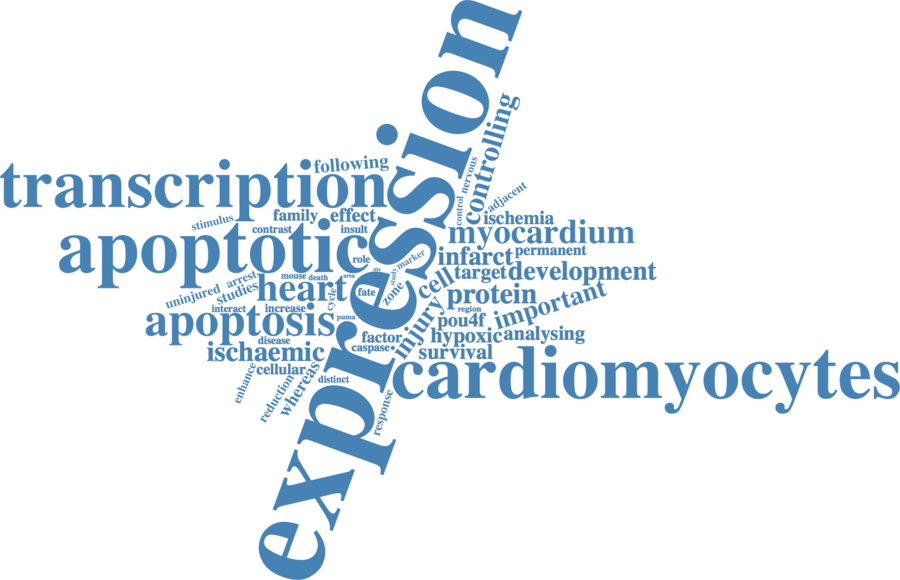 expression
controlling
nervous
following
transcription
adjacent
control
stimulus
family
effect
ischemia
contrast
insult
myocardium
apoptotic
role
marker
infarct
permanent
mouse
death
area
study
cell
target
development
arrest
studies
heart
fate
zone
uninjured
protein
important
interact
increase
cycle
region
apoptosis
puma
injury
pou4f
disease
factor
hypoxic
analysing
ischaemic
caspase
survival
cellular
enhance
reduction
whereas
distinct
cardiomyocytes
response